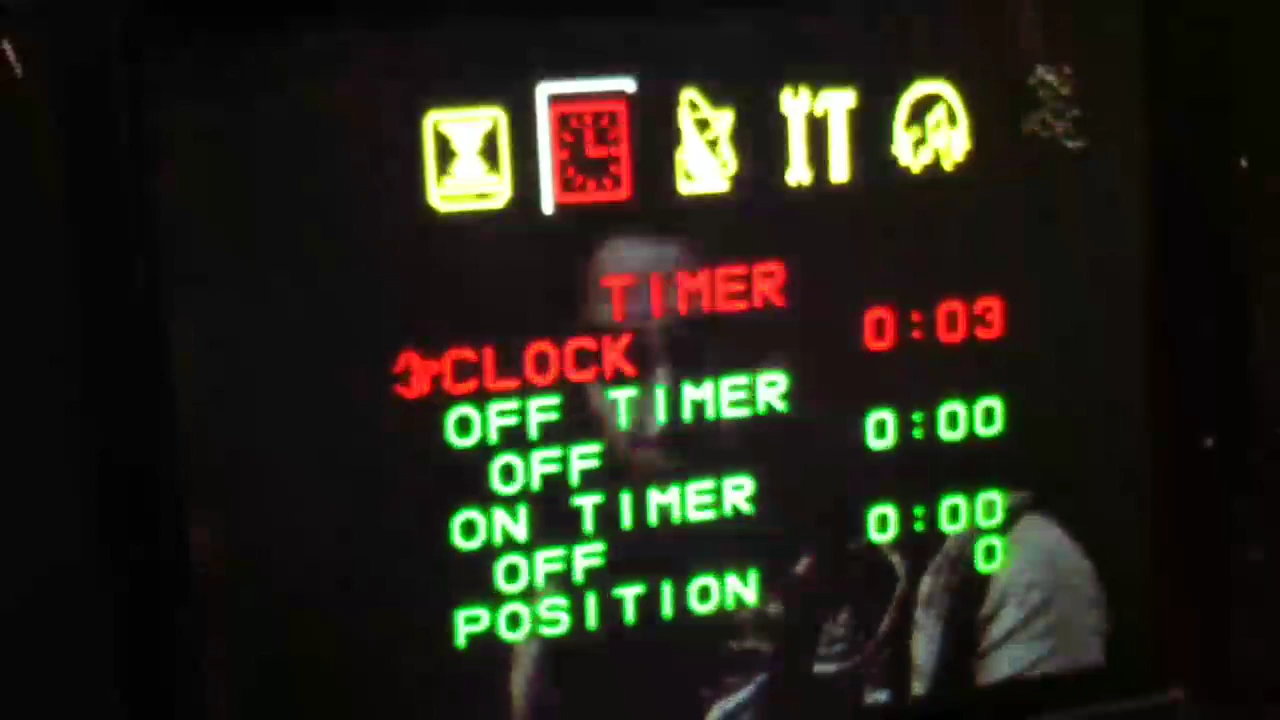 TIMER
CLOCK 0:03
OFF TIMER 0:00
OFF
ON TIMER 0:00
OFF
POSITION 0